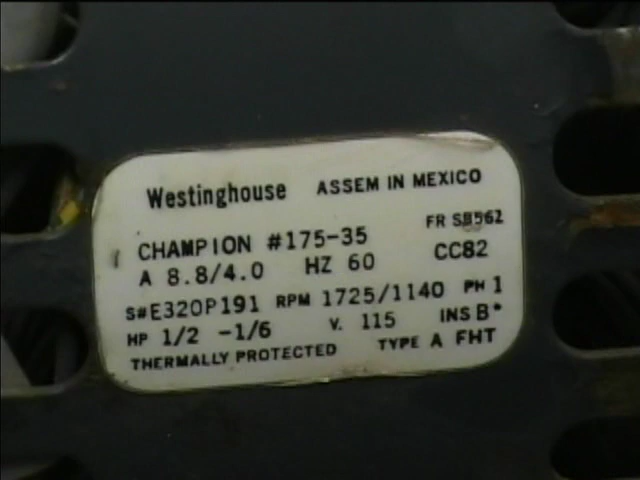 Westinghouse ASSEM IN MEXICO
FR SB562
CHAMPION #175-35
CC82
A 8.8/4.0 HZ 60
S#E320P191 RPM 1725/1140 PH 1
HP 1/2 -1/6 V. 115 INS B*
THERMALLY PROTECTED TYPE A FHT